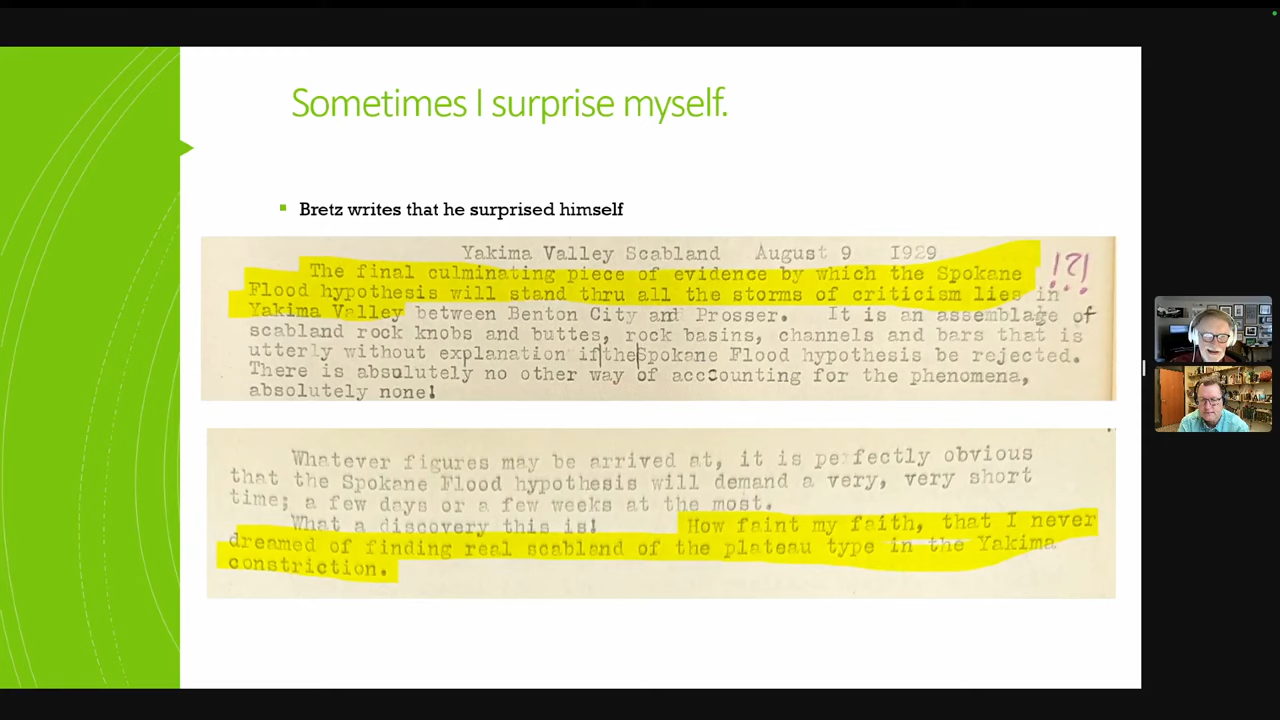 Sometimes I surprise myself.
Bretz writes that he surprised himself
Yakima Valley Scabland August 9 I929
The final culminating piece of evidence by which the Spokane
Flood hypothesis will stand thru all the storms of criticism lies in
!?!
Yakima Valley between Benton City and Prosser. It is an assemblage of
scabland rock knobs and buttes, rock basins, channels and bars that is
utterly without explanation if|the|Spokane Flood hypothesis be rejected.
There is absolutely no other way of accounting for the phenomena,
absolutely none!
Whatever figures may be arrived at, it is perfectly obvious
that the Spokane Flood hypothesis will demand a very, very short
time; a few days or a few weeks at the most.
What a discovery this is! How faint my faith, that I never
dreamed of finding real scabland of the plateau type in the Yakima
constriction.